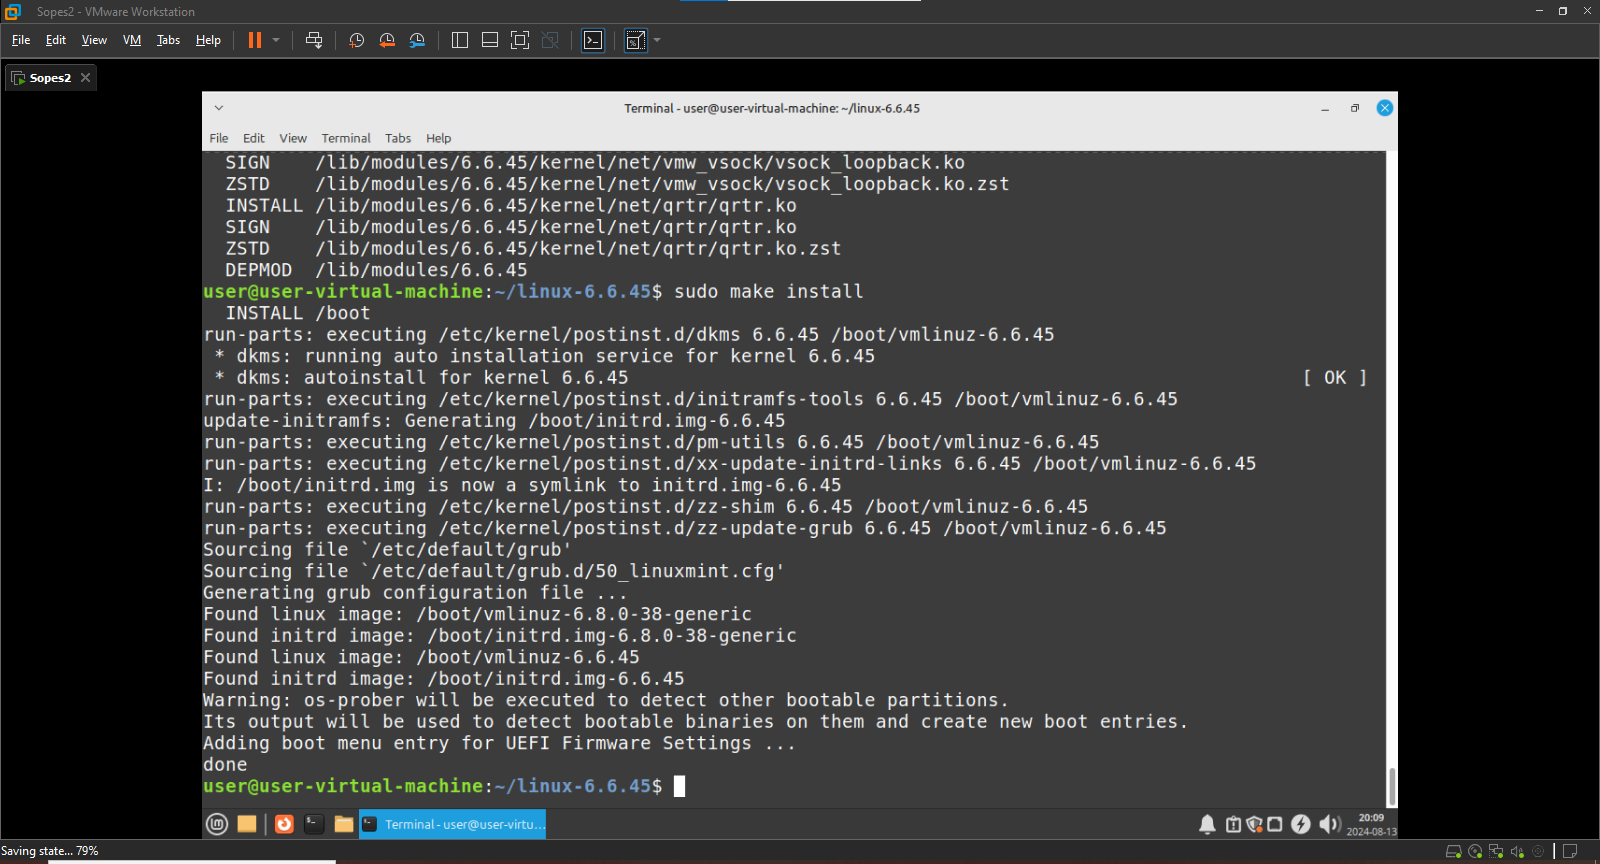 Sopes2 - VMware Workstation
File Edit View VM Tabs Help
Sopes2
Terminal - user@user-virtual-machine: ~/linux-6.6.45
File Edit View Terminal Tabs Help
SIGN /lib/modules/6.6.45/kernel/net/vmw_vsock/vsock_loopback.ko
ZSTD /lib/modules/6.6.45/kernel/net/vmw_vsock/vsock_loopback.ko.zst
INSTALL /lib/modules/6.6.45/kernel/net/qrtr/qrtr.ko
SIGN /lib/modules/6.6.45/kernel/net/qrtr/qrtr.ko
ZSTD /lib/modules/6.6.45/kernel/net/qrtr/qrtr.ko.zst
DEPMOD /lib/modules/6.6.45
user@user-virtual-machine:~/linux-6.6.45$ sudo make install
INSTALL /boot
run-parts: executing /etc/kernel/postinst.d/dkms 6.6.45 /boot/vmlinuz-6.6.45
* dkms: running auto installation service for kernel 6.6.45
* dkms: autoinstall for kernel 6.6.45 [ OK ]
run-parts: executing /etc/kernel/postinst.d/initramfs-tools 6.6.45 /boot/vmlinuz-6.6.45
update-initramfs: Generating /boot/initrd.img-6.6.45
run-parts: executing /etc/kernel/postinst.d/pm-utils 6.6.45 /boot/vmlinuz-6.6.45
run-parts: executing /etc/kernel/postinst.d/xx-update-initrd-links 6.6.45 /boot/vmlinuz-6.6.45
I: /boot/initrd.img is now a symlink to initrd.img-6.6.45
run-parts: executing /etc/kernel/postinst.d/zz-shim 6.6.45 /boot/vmlinuz-6.6.45
run-parts: executing /etc/kernel/postinst.d/zz-update-grub 6.6.45 /boot/vmlinuz-6.6.45
Sourcing file `/etc/default/grub'
Sourcing file `/etc/default/grub.d/50_linuxmint.cfg'
Generating grub configuration file ...
Found linux image: /boot/vmlinuz-6.8.0-38-generic
Found initrd image: /boot/initrd.img-6.8.0-38-generic
Found linux image: /boot/vmlinuz-6.6.45
Found initrd image: /boot/initrd.img-6.6.45
Warning: os-prober will be executed to detect other bootable partitions.
Its output will be used to detect bootable binaries on them and create new boot entries.
Adding boot menu entry for UEFI Firmware Settings ...
done
user@user-virtual-machine:~/linux-6.6.45$
Terminal - user@user-virtu...
20:09
2024-08-13
Saving state... 79%